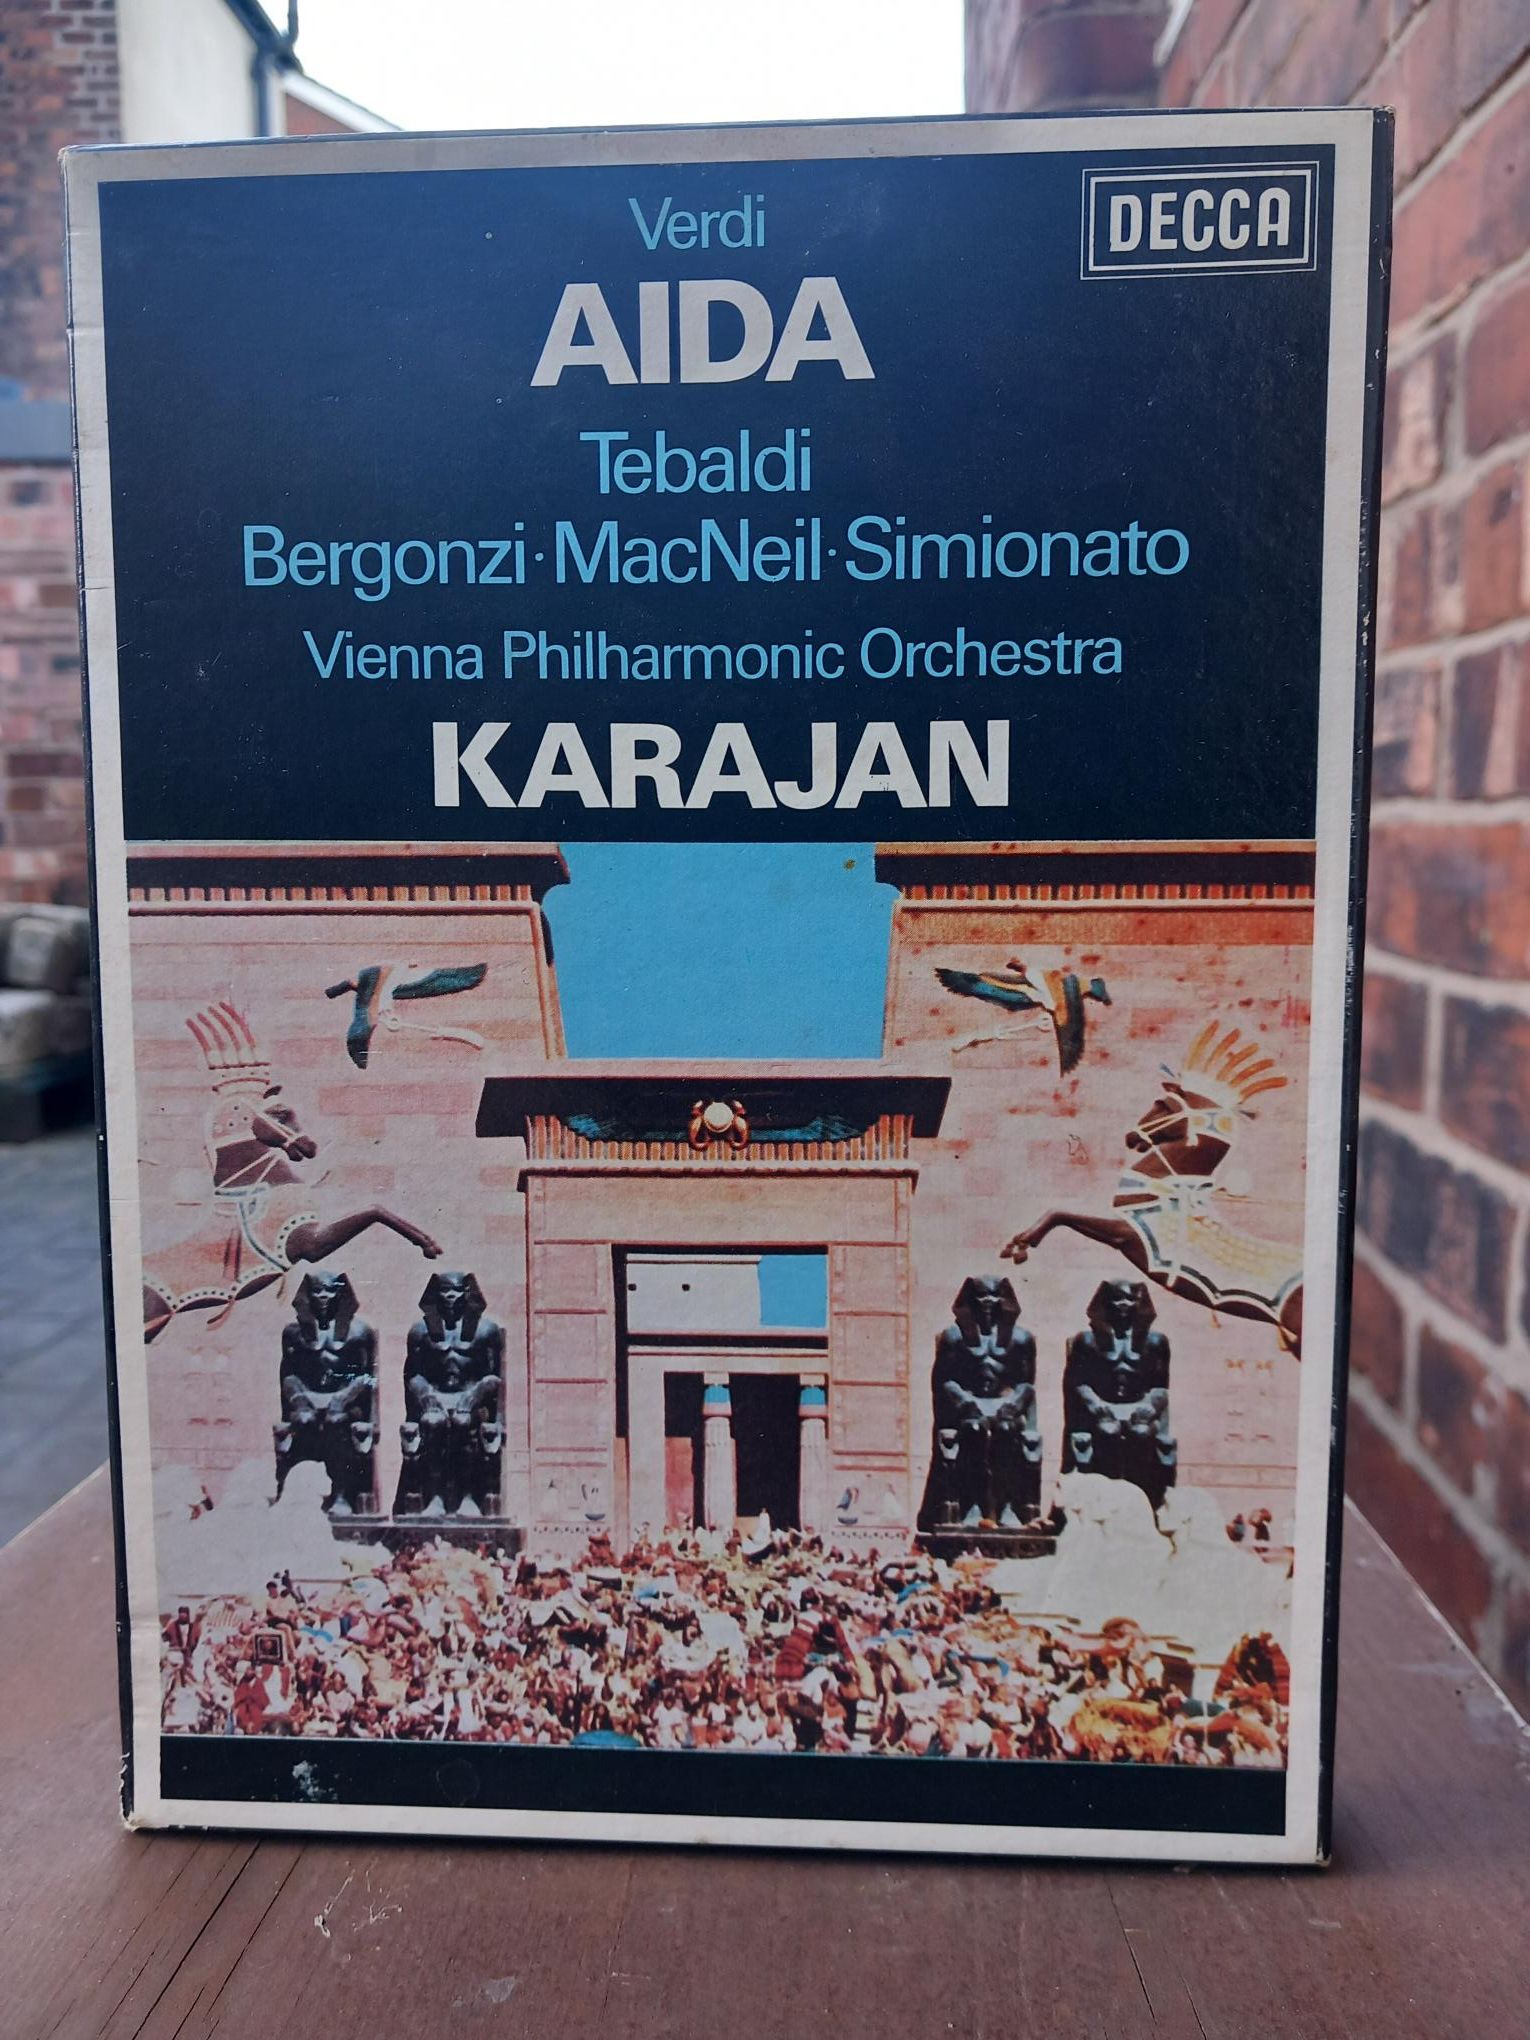 Verdi
DECCA
AIDA
Tebaldi
Bergonzi · MacNeil · Simionato
Vienna Philharmonic Orchestra
KARAJAN